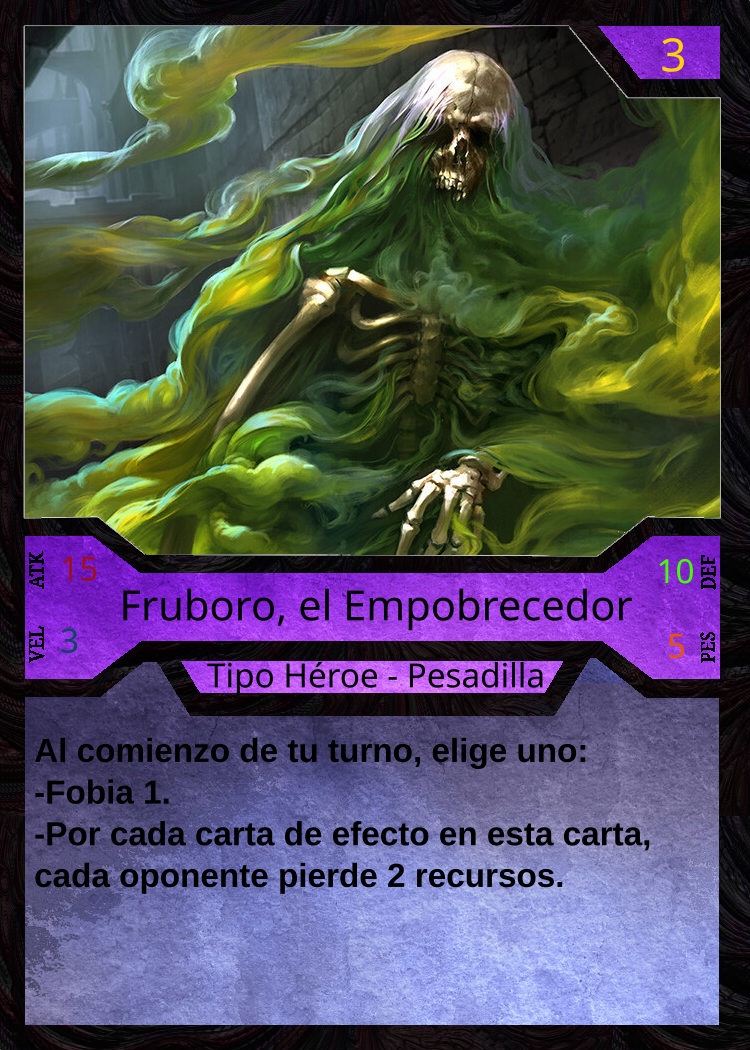 3
ATK 15
10 DEF
Fruboro, el Empobrecedor
VEL 3
5 PES
Tipo Héroe - Pesadilla
Al comienzo de tu turno, elige uno:
-Fobia 1.
-Por cada carta de efecto en esta carta,
cada oponente pierde 2 recursos.